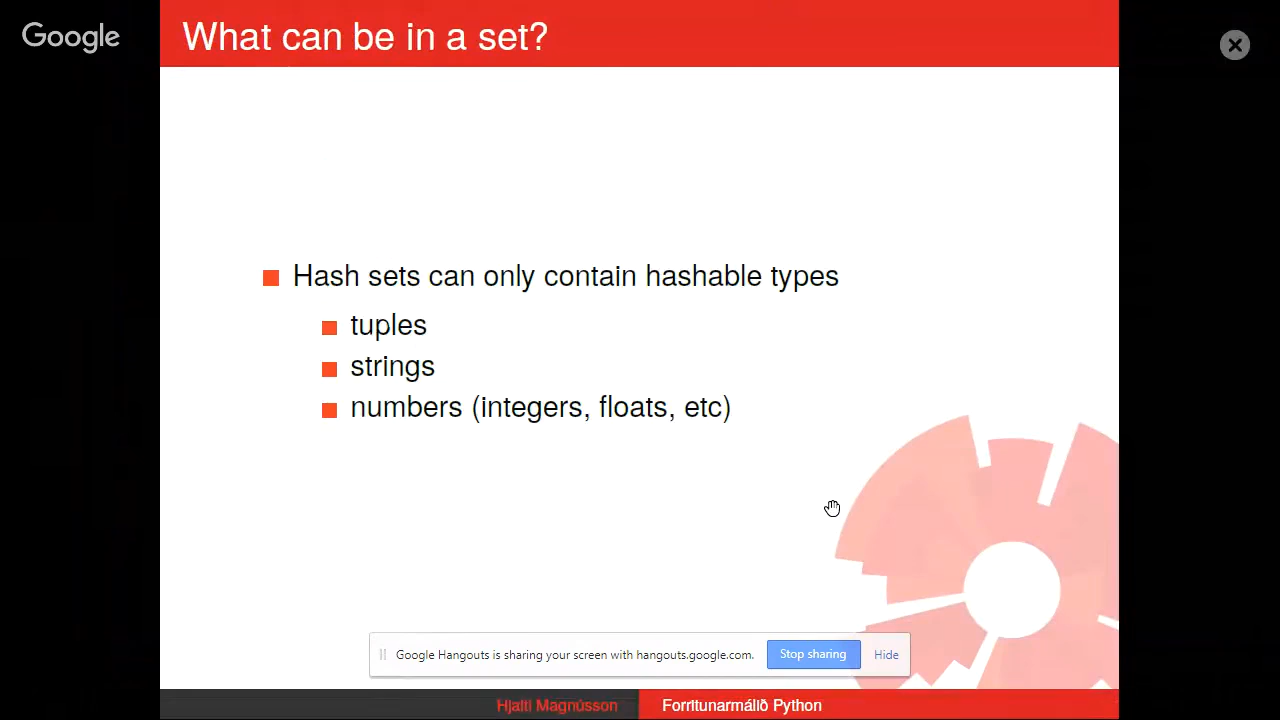 Google
What can be in a set?
Hash sets can only contain hashable types
tuples
strings
numbers (integers, floats, etc)
Google Hangouts is sharing your screen with hangouts.google.com.
Stop sharing
Hide
Hjalti Magnússon
Forritunarmálið Python